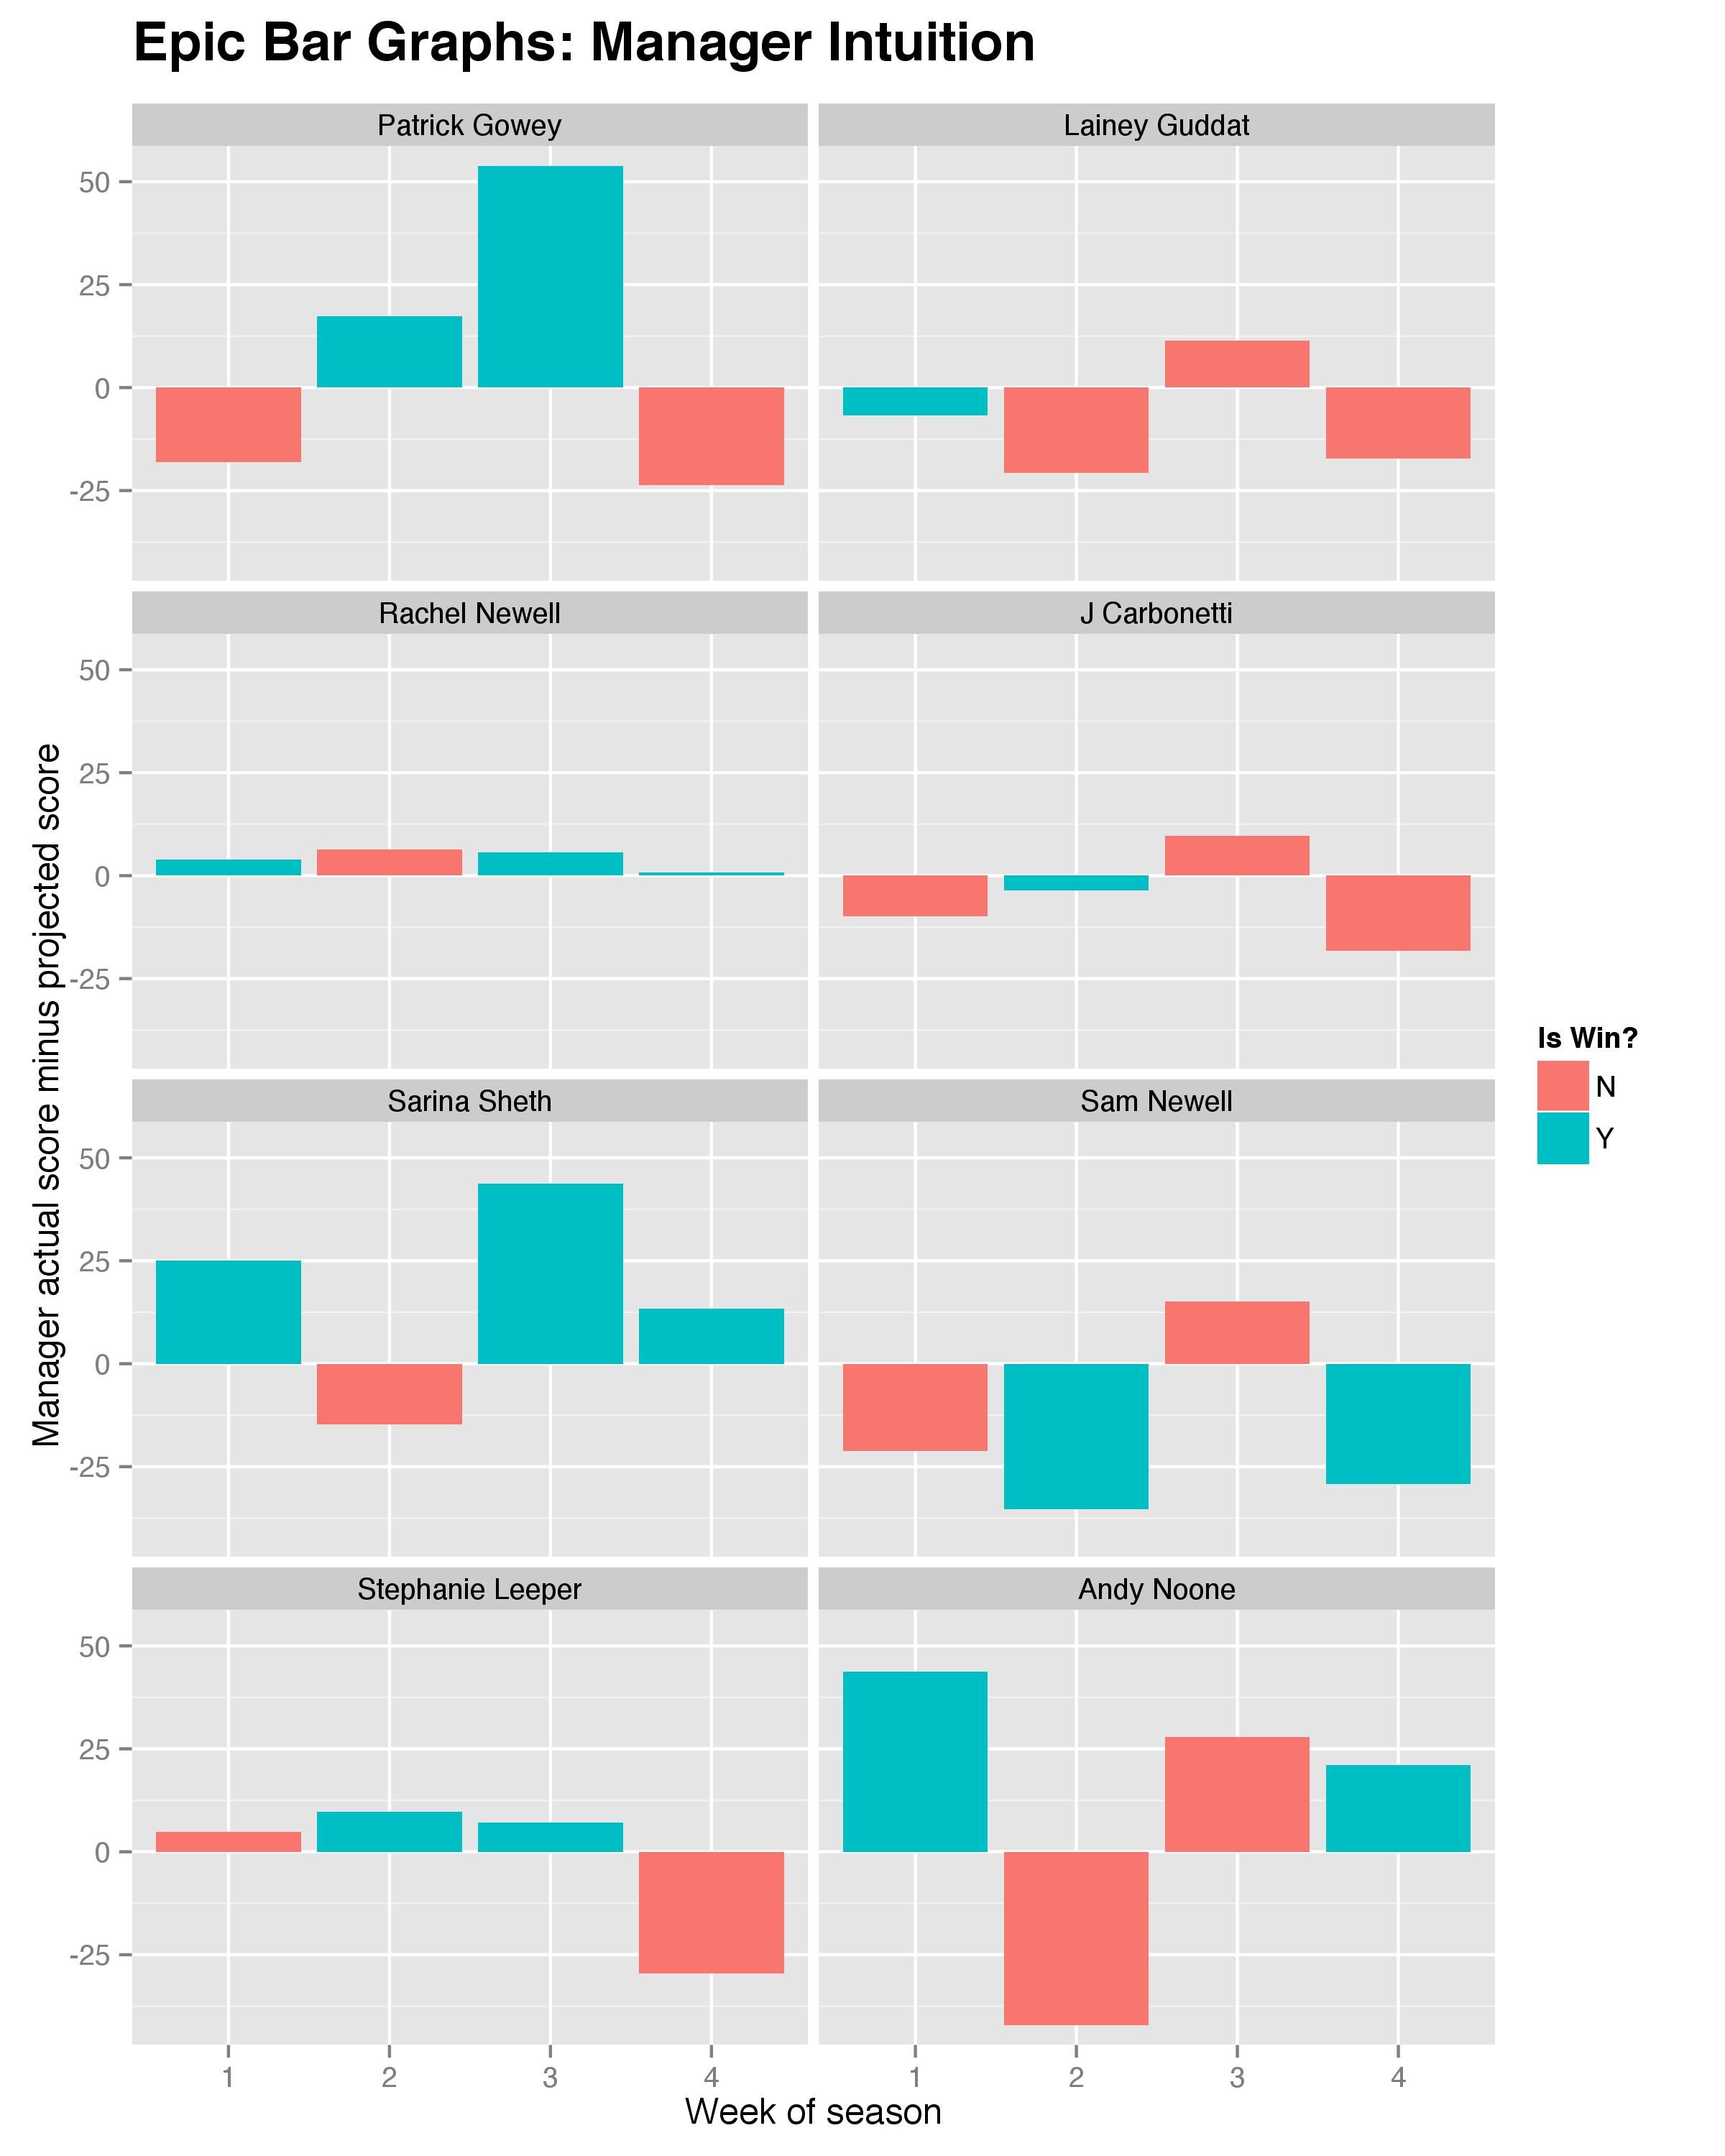 Epic Bar Graphs: Manager Intuition
Patrick Gowey
Lainey Guddat
50
25
0
-25
Rachel Newell
J Carbonetti
50
25
0
-25
Sarina Sheth
Sam Newell
50
25
0
-25
Stephanie Leeper
Andy Noone
50
25
0
-25
1 2 3 4
1 2 3 4
Week of season
Manager actual score minus projected score
Is Win?
N
Y